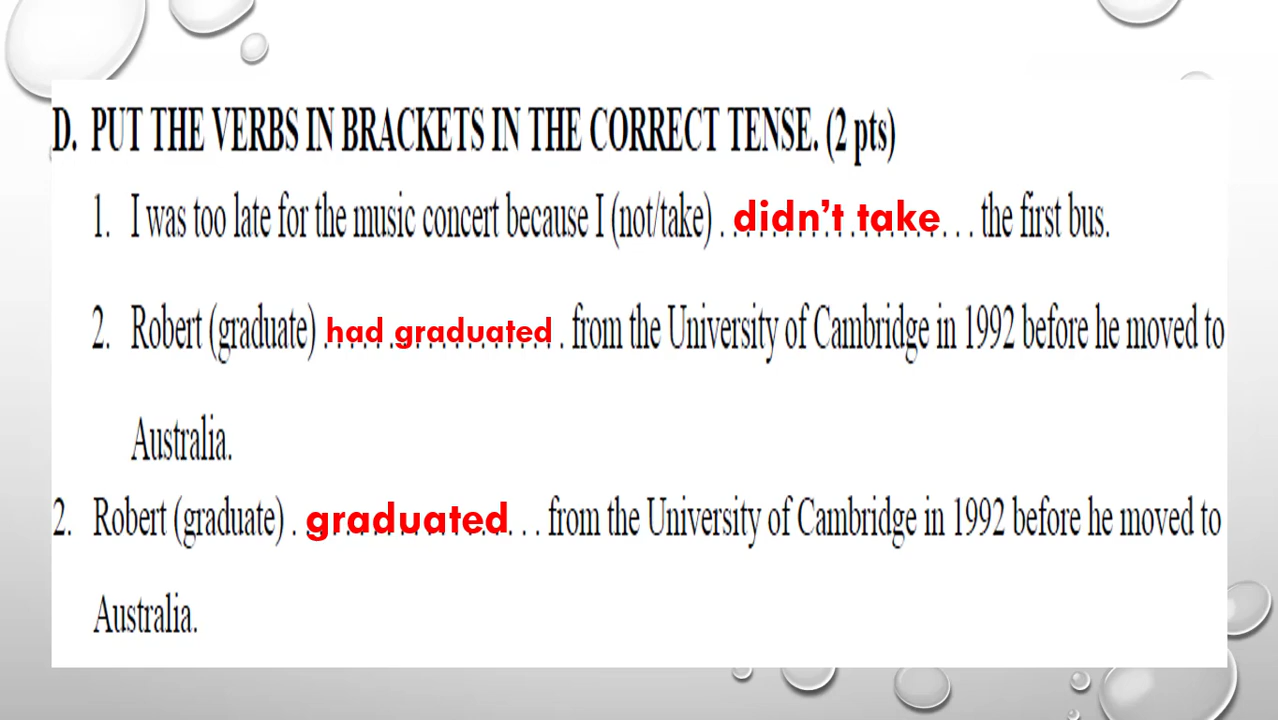 D. PUT THE VERBS IN BRACKETS IN THE CORRECT TENSE. (2 pts)
1. I was too late for the music concert because I (not/take) . didn’t take . . . the first bus.
2. Robert (graduate) had graduated . from the University of Cambridge in 1992 before he moved to
Australia.
2. Robert (graduate) . graduated . . . from the University of Cambridge in 1992 before he moved to
Australia.